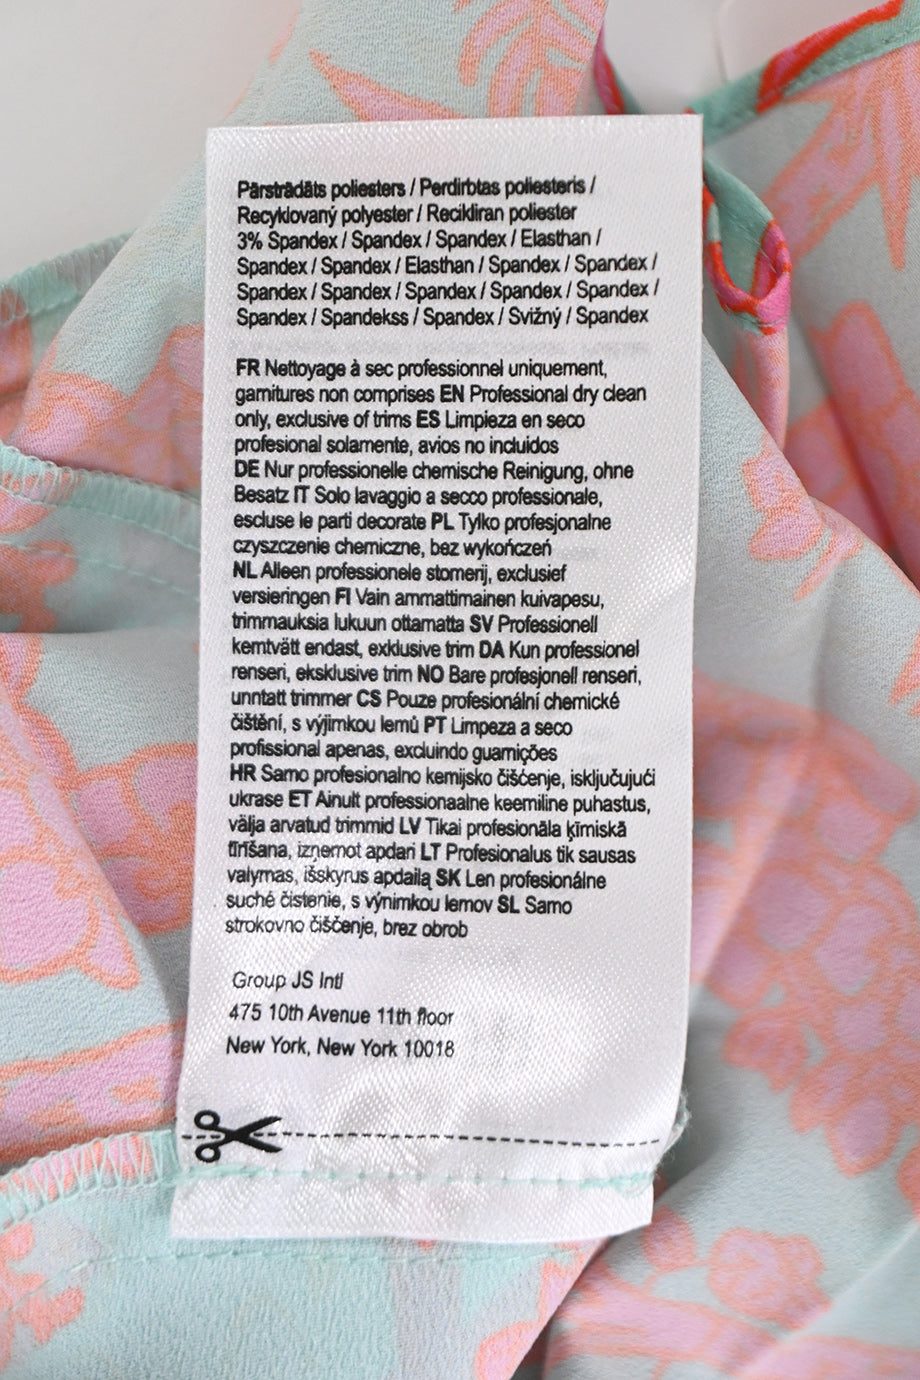 Pārstrādāts poliesters / Perdirbtas poliesteris /
Recyklovaný polyester / Recikliran poliester
3% Spandex / Spandex / Spandex / Elasthan /
Spandex / Spandex / Elasthan / Spandex / Spandex /
Spandex / Spandex / Spandex / Spandex / Spandex /
Spandex / Spandekss / Spandex / Svižný / Spandex
FR Nettoyage à sec professionnel uniquement,
garnitures non comprises EN Professional dry clean
only, exclusive of trims ES Limpieza en seco
profesional solamente, avios no incluidos
DE Nur professionelle chemische Reinigung, ohne
Besatz IT Solo lavaggio a secco professionale,
escluse le parti decorate PL Tylko profesjonalne
czyszczenie chemiczne, bez wykończeń
NL Alleen professionele stomerij, exclusief
versieringen FI Vain ammattimainen kuivapesu,
trimmauksia lukuun ottamatta SV Professionell
kemtvätt endast, exklusive trim DA Kun professionel
renseri, eksklusive trim NO Bare profesjonell renseri,
unntatt trimmer CS Pouze profesionální chemické
čištění, s výjimkou lemů PT Limpeza a seco
profissional apenas, excluindo guarnições
HR Samo profesionalno kemijsko čišćenje, isključujući
ukrase ET Ainult professionaalne keemiline puhastus,
välja arvatud trimmid LV Tikai profesionāla ķīmiskā
tīrīšana, izņemot apdari LT Profesionalus tik sausas
valymas, išskyrus apdailą SK Len profesionálne
suché čistenie, s výnimkou lemov SL Samo
strokovno čiščenje, brez obrob
Group JS Intl
475 10th Avenue 11th floor
New York, New York 10018